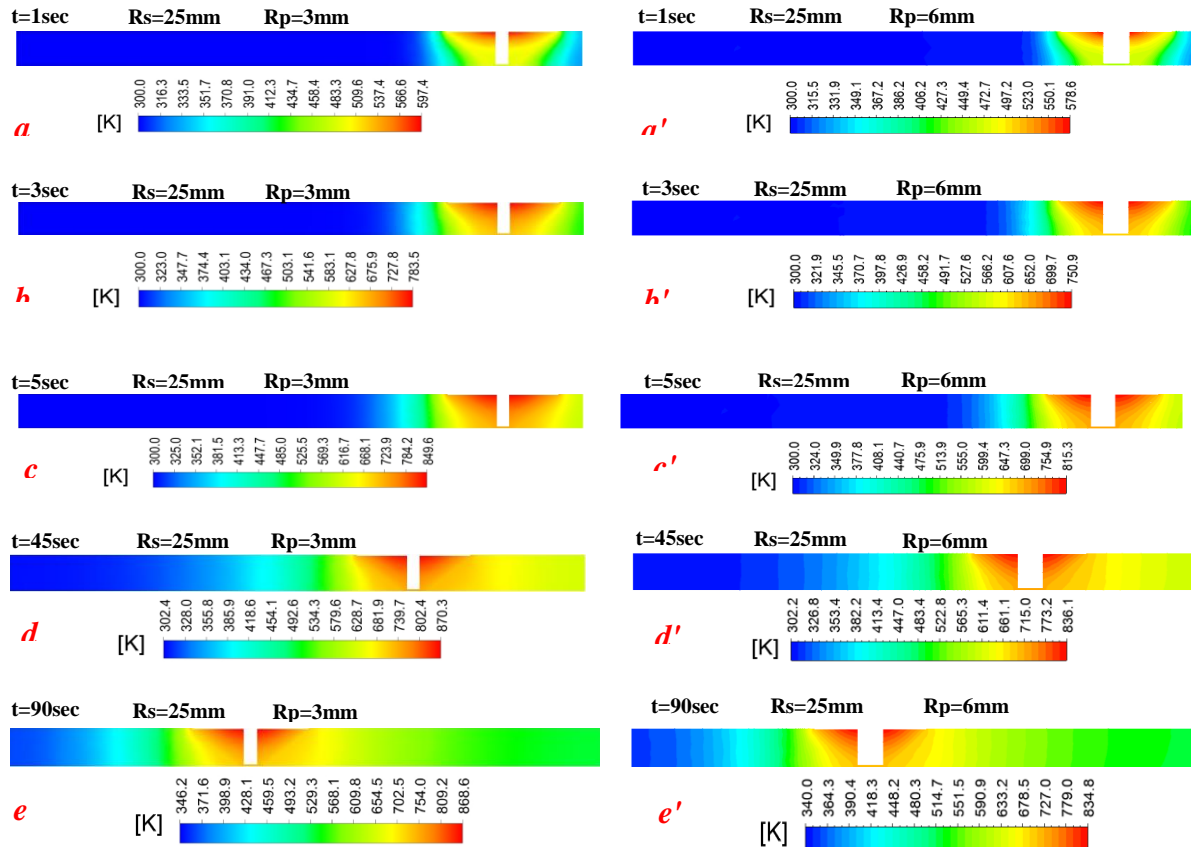 t=1sec Rs=25mm Rp=3mm
300.0 316.3 333.5 351.7 370.8 391.0 412.3 434.7 458.4 483.3 509.6 537.4 566.6 597.4
[K]
a
t=1sec Rs=25mm Rp=6mm
300.0 315.5 331.9 349.1 367.2 386.2 406.2 427.3 449.4 472.7 497.2 523.0 550.1 578.6
[K]
a'
t=3sec Rs=25mm Rp=3mm
300.0 323.0 347.7 374.4 403.1 434.0 467.3 503.1 541.6 583.1 627.8 675.9 727.8 783.5
[K]
b
t=3sec Rs=25mm Rp=6mm
300.0 321.9 345.5 370.7 397.8 426.9 458.2 491.7 527.6 566.2 607.6 652.0 699.7 750.9
[K]
b'
t=5sec Rs=25mm Rp=3mm
300.0 325.0 352.1 381.5 413.3 447.7 485.0 525.5 569.3 616.7 668.1 723.9 784.2 849.6
[K]
c
t=5sec Rs=25mm Rp=6mm
300.0 324.0 349.9 377.8 408.1 440.7 475.9 513.9 555.0 599.4 647.3 699.0 754.9 815.3
[K]
c'
t=45sec Rs=25mm Rp=3mm
302.4 328.0 355.8 385.9 418.6 454.1 492.6 534.3 579.6 628.7 681.9 739.7 802.4 870.3
[K]
d
t=45sec Rs=25mm Rp=6mm
302.2 326.8 353.4 382.2 413.4 447.0 483.4 522.8 565.3 611.4 661.1 715.0 773.2 836.1
[K]
d'
t=90sec Rs=25mm Rp=3mm
346.2 371.6 398.9 428.1 459.5 493.2 529.3 568.1 609.8 654.5 702.5 754.0 809.2 868.6
[K]
e
t=90sec Rs=25mm Rp=6mm
340.0 364.3 390.4 418.3 448.2 480.3 514.7 551.5 590.9 633.2 678.5 727.0 779.0 834.8
[K]
e'